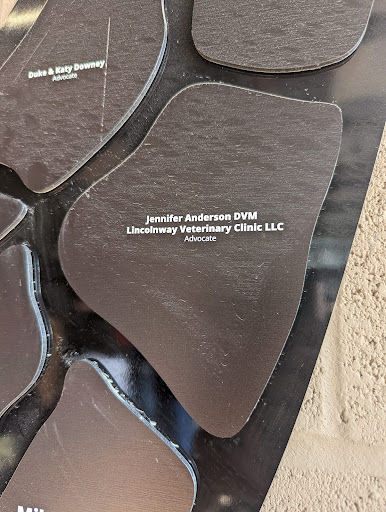 Duke & Katy Downey
Advocate
Jennifer Anderson DVM
Lincolnway Veterinary Clinic LLC
Advocate